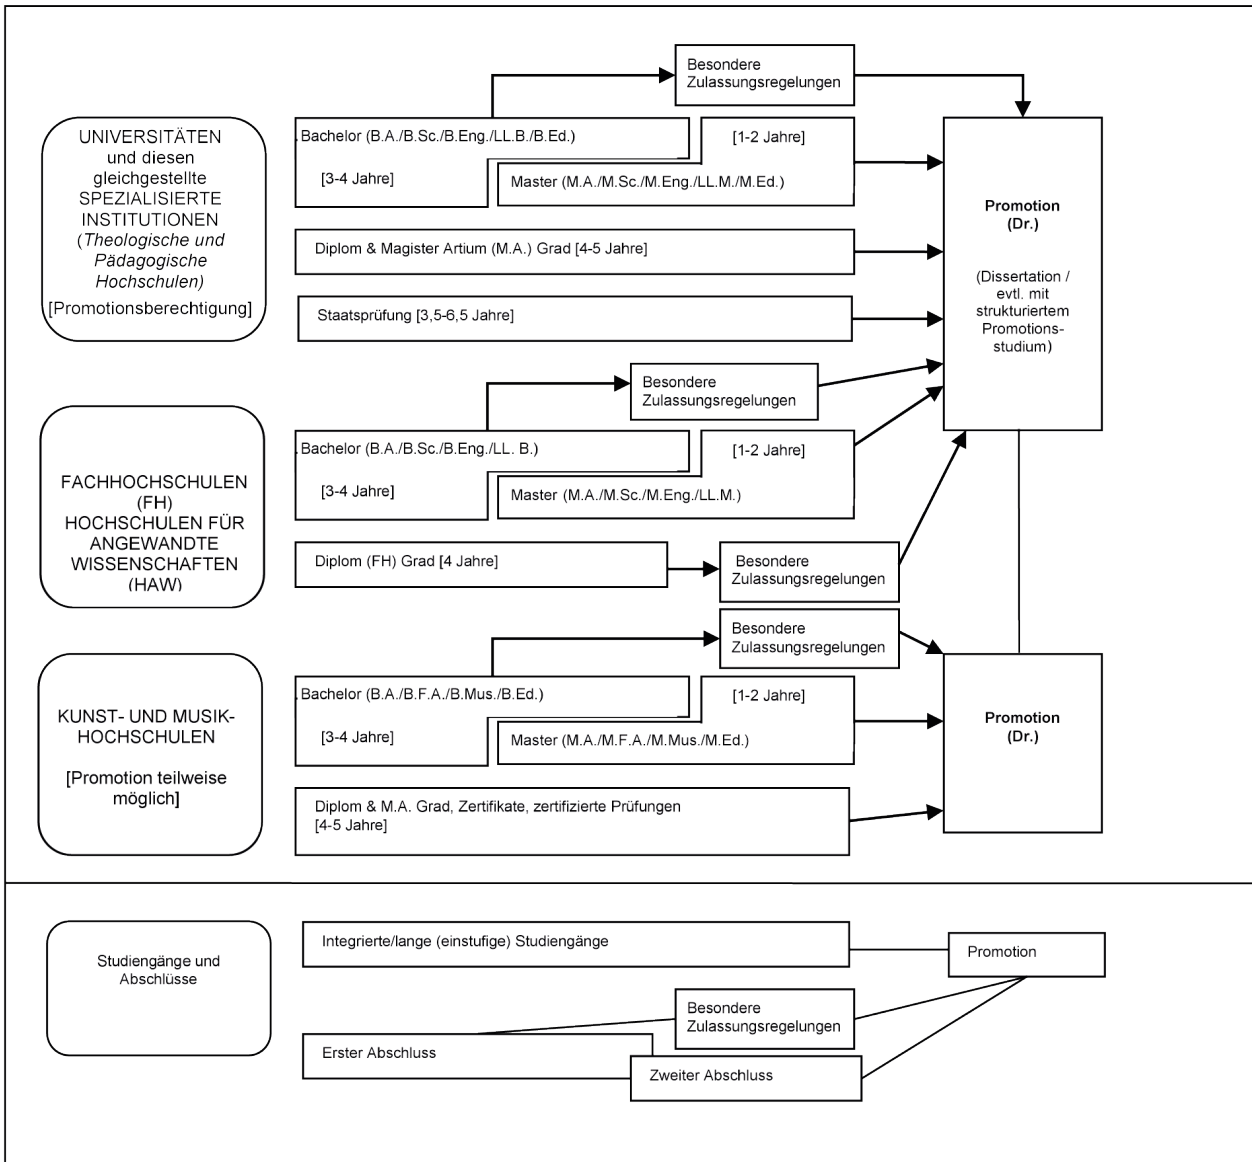 Besondere
Zulassungsregelungen
UNIVERSITÄTEN
und diesen
gleichgestellte
SPEZIALISIERTE
INSTITUTIONEN
(Theologische und
Pädagogische
Hochschulen)
[Promotionsberechtigung]
Bachelor (B.A./B.Sc./B.Eng./LL.B./B.Ed.)
[3-4 Jahre]
[1-2 Jahre]
Master (M.A./M.Sc./M.Eng./LL.M./M.Ed.)
Diplom & Magister Artium (M.A.) Grad [4-5 Jahre]
Staatsprüfung [3,5-6,5 Jahre]
Promotion
(Dr.)
(Dissertation /
evtl. mit
strukturiertem
Promotions-
studium)
Besondere
Zulassungsregelungen
FACHHOCHSCHULEN
(FH)
HOCHSCHULEN FÜR
ANGEWANDTE
WISSENSCHAFTEN
(HAW)
Bachelor (B.A./B.Sc./B.Eng./LL. B.)
[3-4 Jahre]
[1-2 Jahre]
Master (M.A./M.Sc./M.Eng./LL.M.)
Diplom (FH) Grad [4 Jahre]
Besondere
Zulassungsregelungen
Besondere
Zulassungsregelungen
KUNST- UND MUSIK-
HOCHSCHULEN
[Promotion teilweise
möglich]
Bachelor (B.A./B.F.A./B.Mus./B.Ed.)
[3-4 Jahre]
[1-2 Jahre]
Master (M.A./M.F.A./M.Mus./M.Ed.)
Diplom & M.A. Grad, Zertifikate, zertifizierte Prüfungen
[4-5 Jahre]
Promotion
(Dr.)
Studiengänge und
Abschlüsse
Integrierte/lange (einstufige) Studiengänge
Promotion
Besondere
Zulassungsregelungen
Erster Abschluss
Zweiter Abschluss